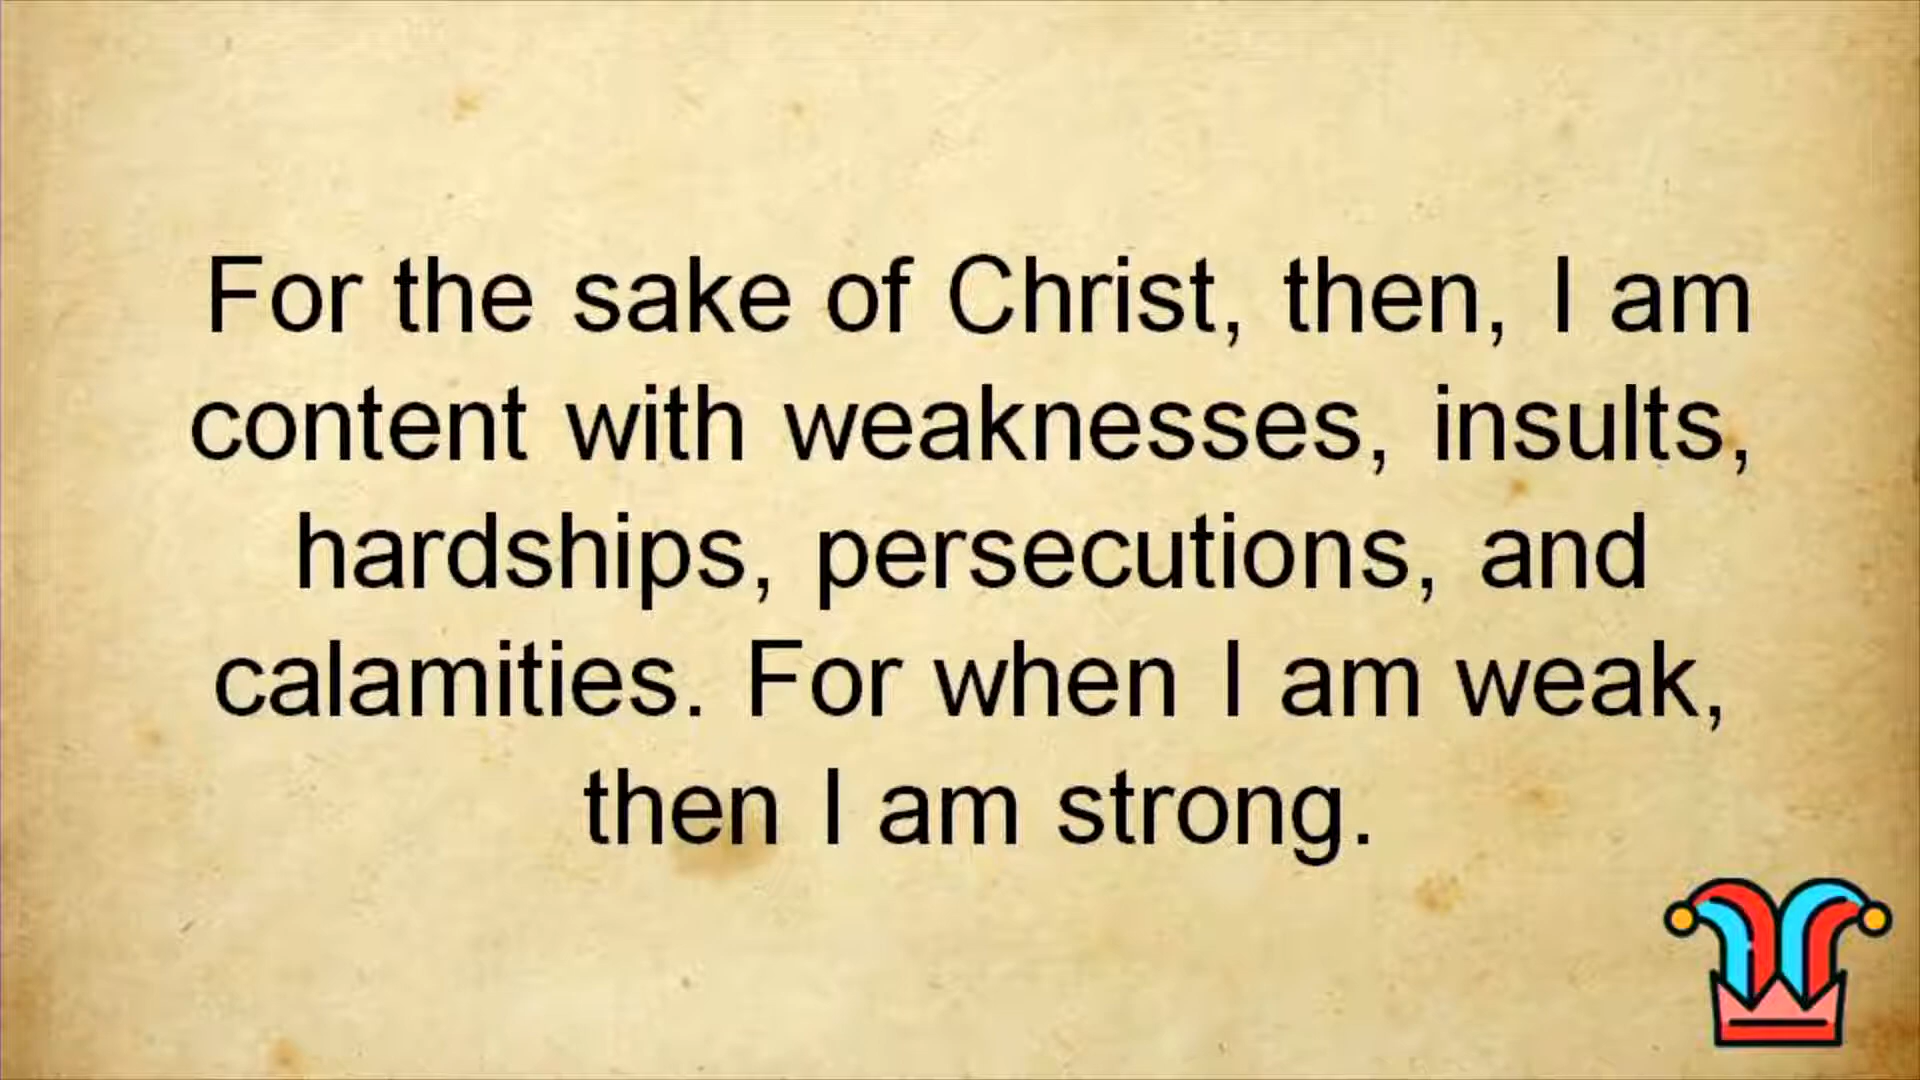 For the sake of Christ, then, I am
content with weaknesses, insults,
hardships, persecutions, and
calamities. For when I am weak,
then I am strong.